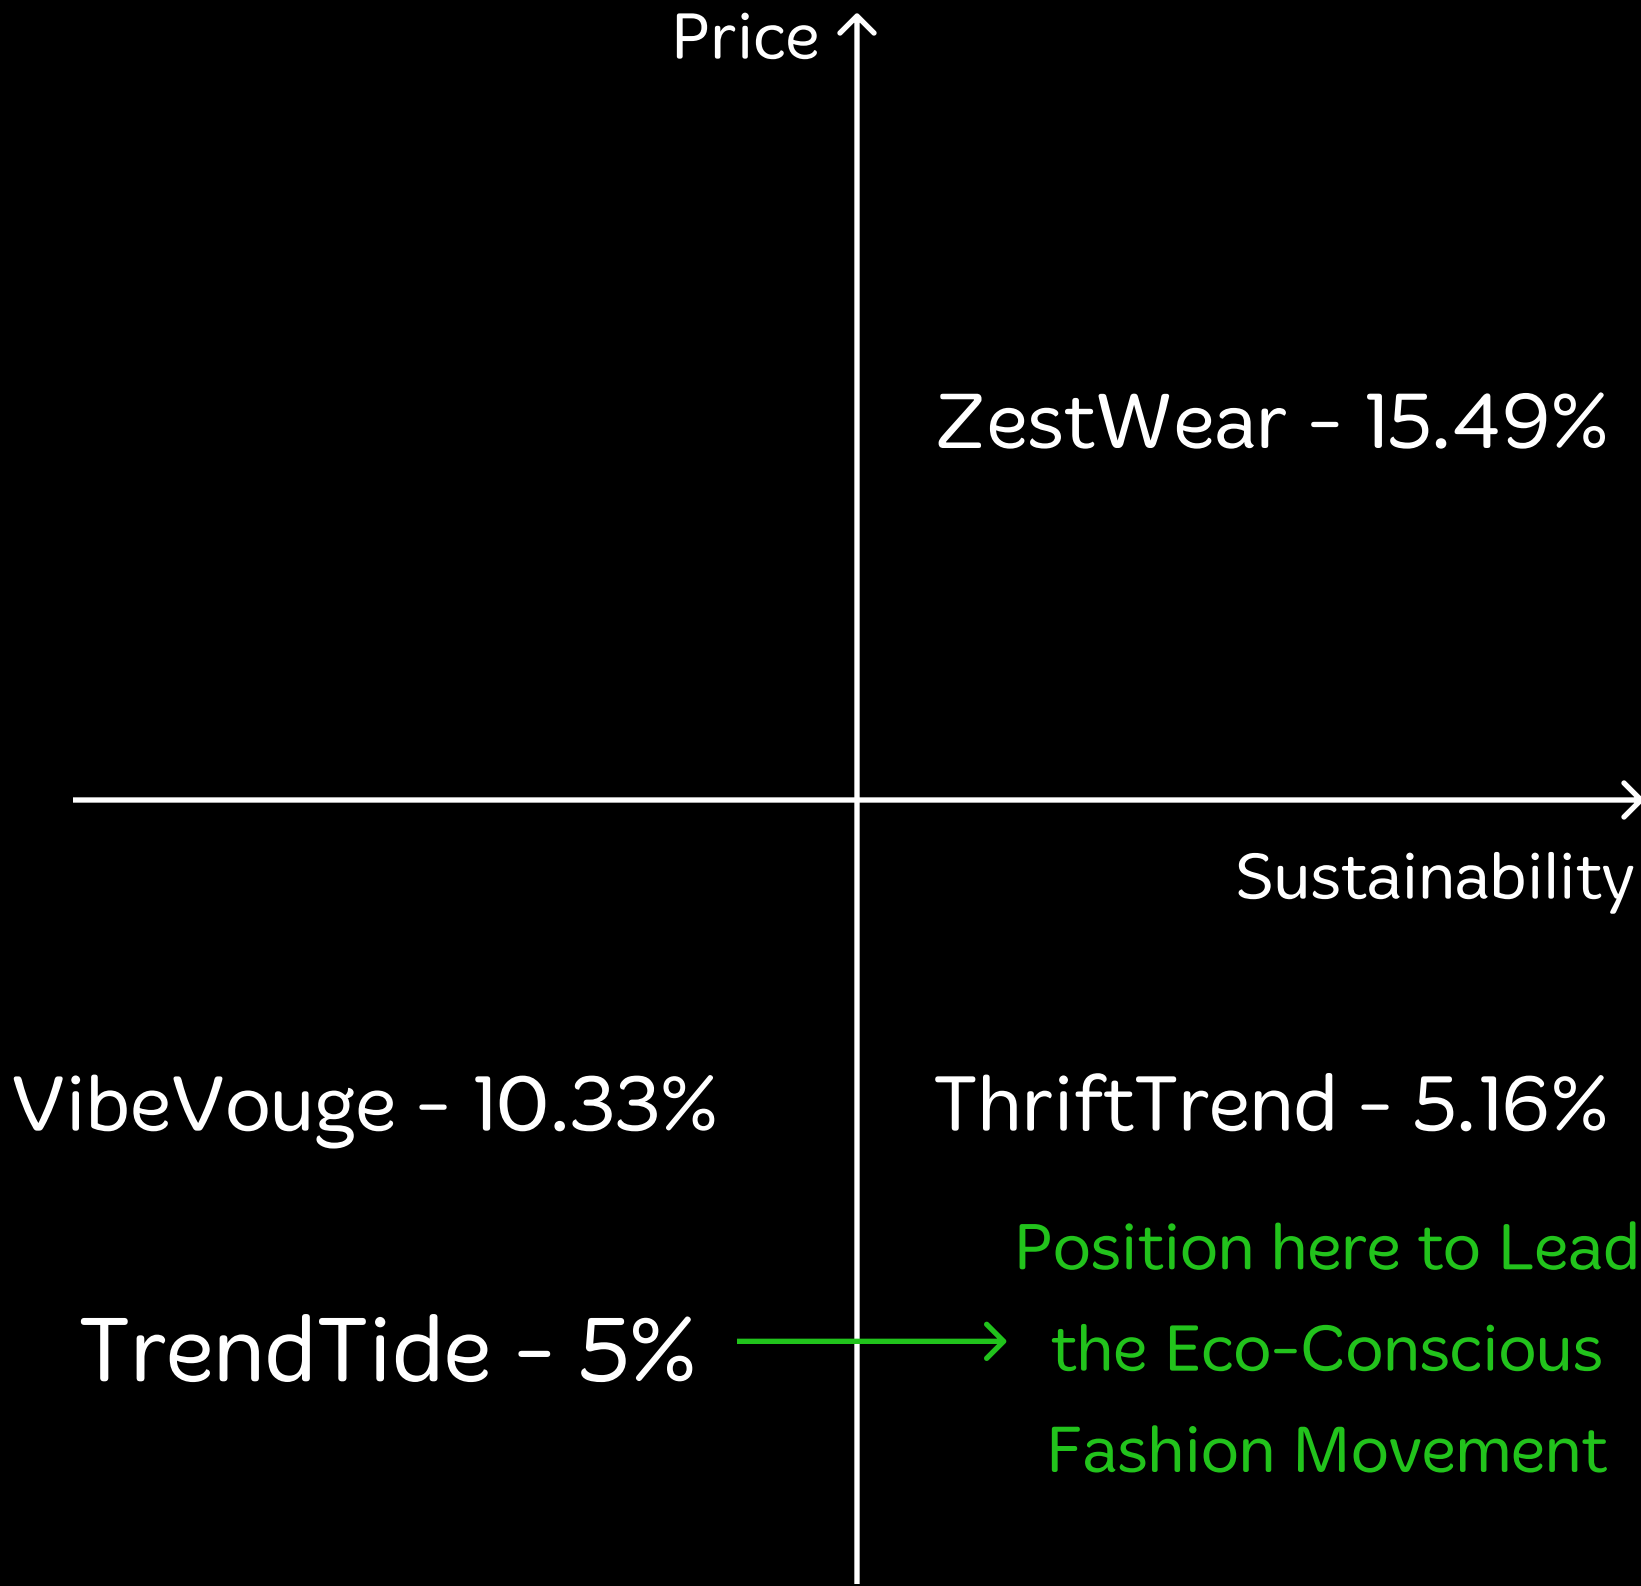 Price
ZestWear - 15.49%
Sustainability
VibeVouge - 10.33%
ThriftTrend - 5.16%
TrendTide - 5%
Position here to Lead
the Eco-Conscious
Fashion Movement